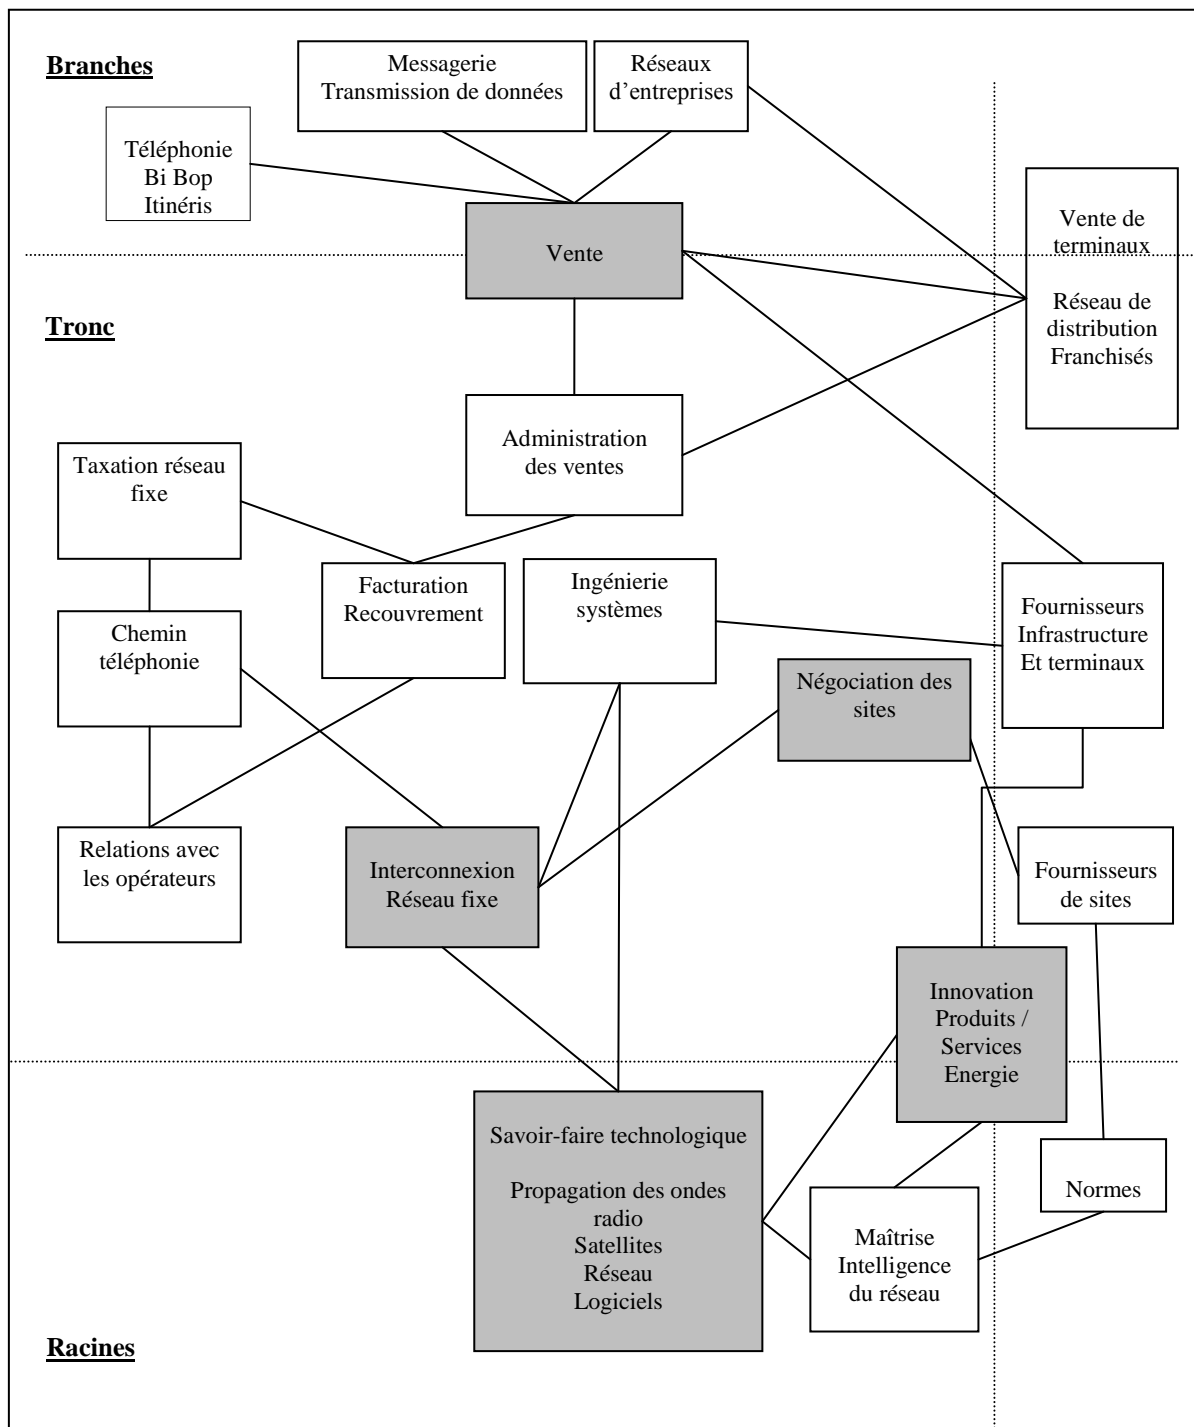 Branches
Messagerie
Transmission de données
Réseaux
d’entreprises
Téléphonie
Bi Bop
Itinéris
Vente
Vente de
terminaux
Réseau de
distribution
Franchisés
Tronc
Administration
des ventes
Taxation réseau
fixe
Facturation
Recouvrement
Ingénierie
systèmes
Fournisseurs
Infrastructure
Et terminaux
Chemin
téléphonie
Négociation des
sites
Relations avec
les opérateurs
Interconnexion
Réseau fixe
Fournisseurs
de sites
Innovation
Produits /
Services
Energie
Savoir-faire technologique
Propagation des ondes
radio
Satellites
Réseau
Logiciels
Maîtrise
Intelligence
du réseau
Normes
Racines